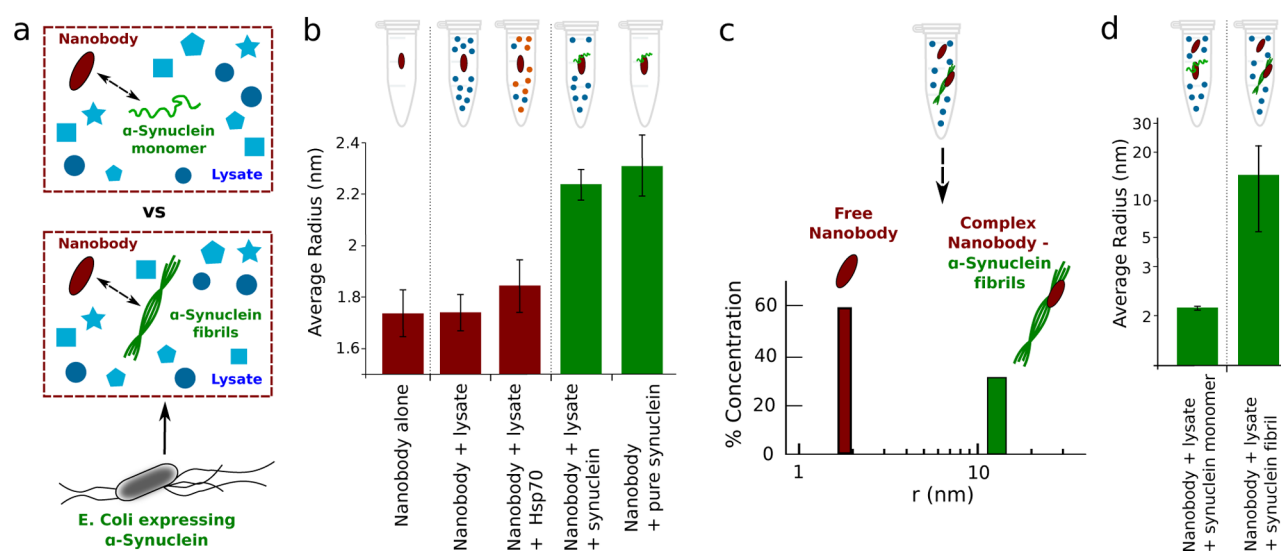 a
Nanobody
α-Synuclein
monomer
Lysate
vs
Nanobody
α-Synuclein
fibrils
Lysate
E. Coli expressing
α-Synuclein
b
Average Radius (nm)
2.4
2.2
2
1.8
1.6
Nanobody alone
Nanobody + lysate
Nanobody + lysate
+ Hsp70
Nanobody + lysate
+ synuclein
Nanobody
+ pure synuclein
c
Free
Nanobody
Complex
Nanobody -
α-Synuclein
fibrils
% Concentration
60
40
20
0
1
10
r (nm)
d
Average Radius (nm)
30
20
10
5
3
2
Nanobody + lysate
+ synuclein monomer
Nanobody + lysate
+ synuclein fibril